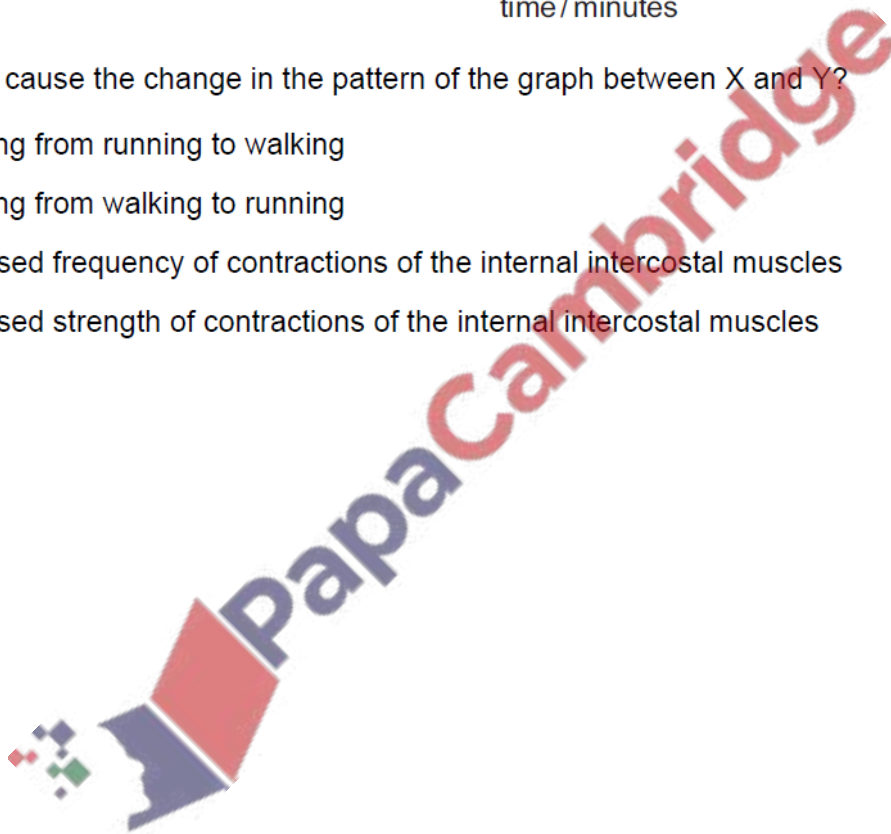 time / minutes
cause the change in the pattern of the graph between X and Y?
ng from running to walking
ng from walking to running
sed frequency of contractions of the internal intercostal muscles
sed strength of contractions of the internal intercostal muscles
PapaCambridge